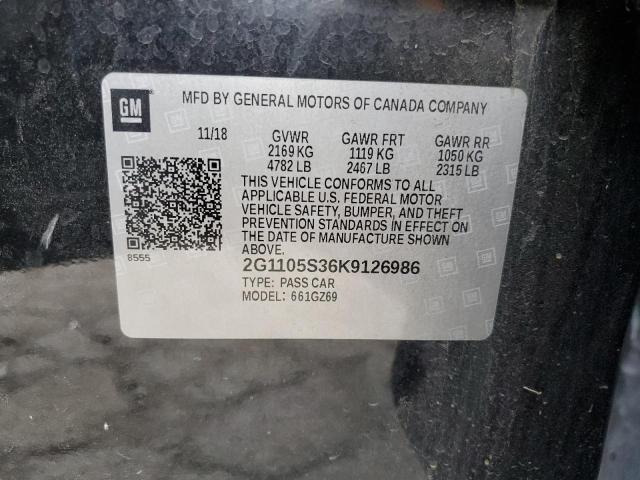 GM
MFD BY GENERAL MOTORS OF CANADA COMPANY
11/18 GVWR GAWR FRT GAWR RR
2169 KG 1119 KG 1050 KG
4782 LB 2467 LB 2315 LB
THIS VEHICLE CONFORMS TO ALL
APPLICABLE U.S. FEDERAL MOTOR
VEHICLE SAFETY, BUMPER, AND THEFT
PREVENTION STANDARDS IN EFFECT
ON THE DATE OF MANUFACTURE SHOWN
ABOVE.
8555
2G1105S36K9126986
TYPE: PASS CAR
MODEL: 661GZ69